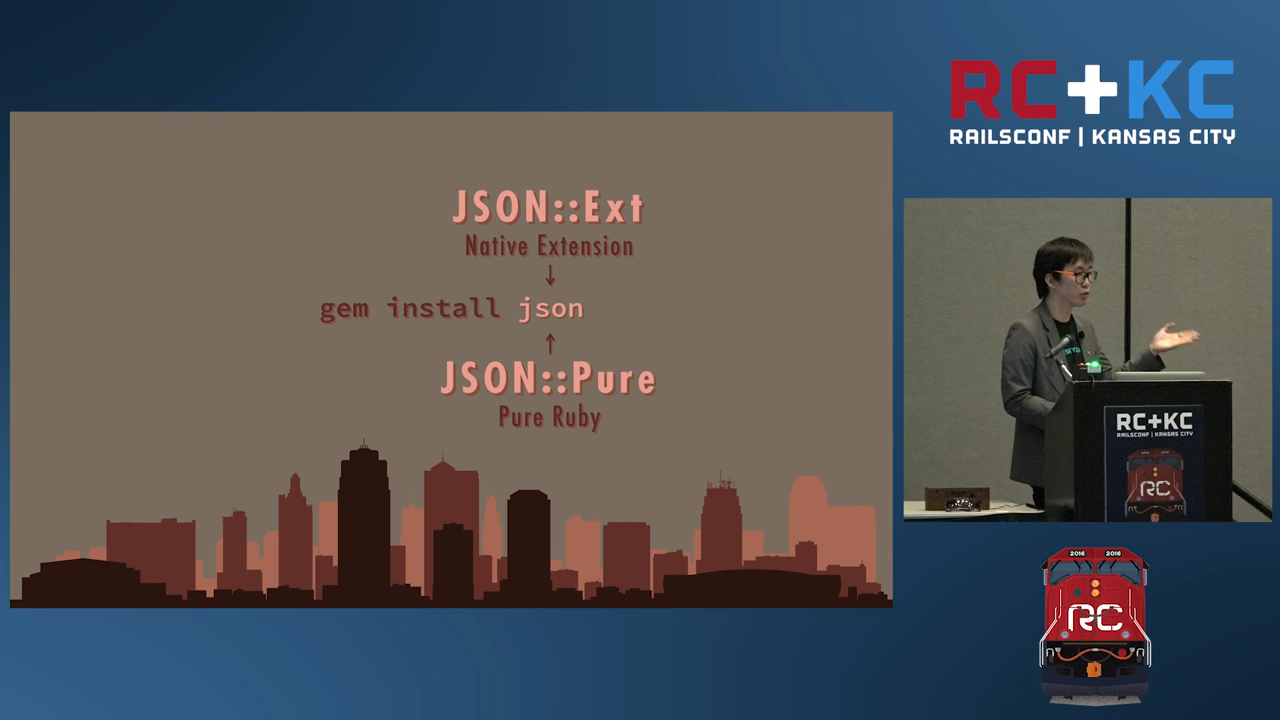 JSON::Ext
Native Extension
↓
gem install json
↑
JSON::Pure
Pure Ruby
RC+KC
RAILSCONF | KANSAS CITY
RC+KC
RAILSCONF | KANSAS CITY
RC
2016 2016
RC